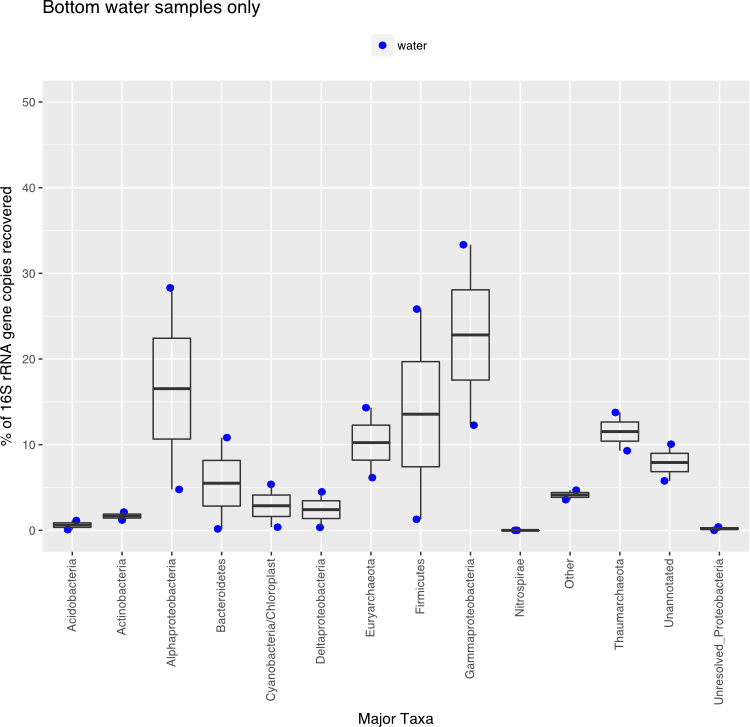 Bottom water samples only
water
% of 16S rRNA gene copies recovered
50
40
30
20
10
0
Acidobacteria
Actinobacteria
Alphaproteobacteria
Bacteroidetes
Cyanobacteria/Chloroplast
Deltaproteobacteria
Euryarchaeota
Firmicutes
Gammaproteobacteria
Nitrospirae
Other
Thaumarchaeota
Unannotated
Unresolved_Proteobacteria
Major Taxa